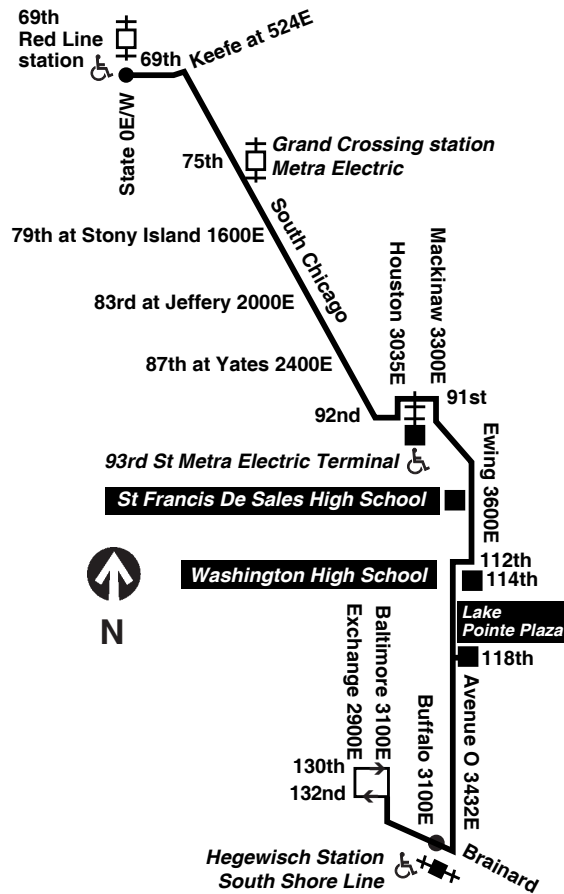 69th
Red Line
station
69th
Keefe at 524E
State 0E/W
Grand Crossing station
Metra Electric
75th
South Chicago
79th at Stony Island 1600E
83rd at Jeffery 2000E
87th at Yates 2400E
Houston 3035E
Mackinaw 3300E
91st
92nd
Ewing 3600E
93rd St Metra Electric Terminal
St Francis De Sales High School
112th
Washington High School
114th
N
Lake
Pointe Plaza
118th
Exchange 2900E
Baltimore 3100E
Buffalo 3100E
Avenue O 3432E
130th
132nd
Brainard
Hegewisch Station
South Shore Line